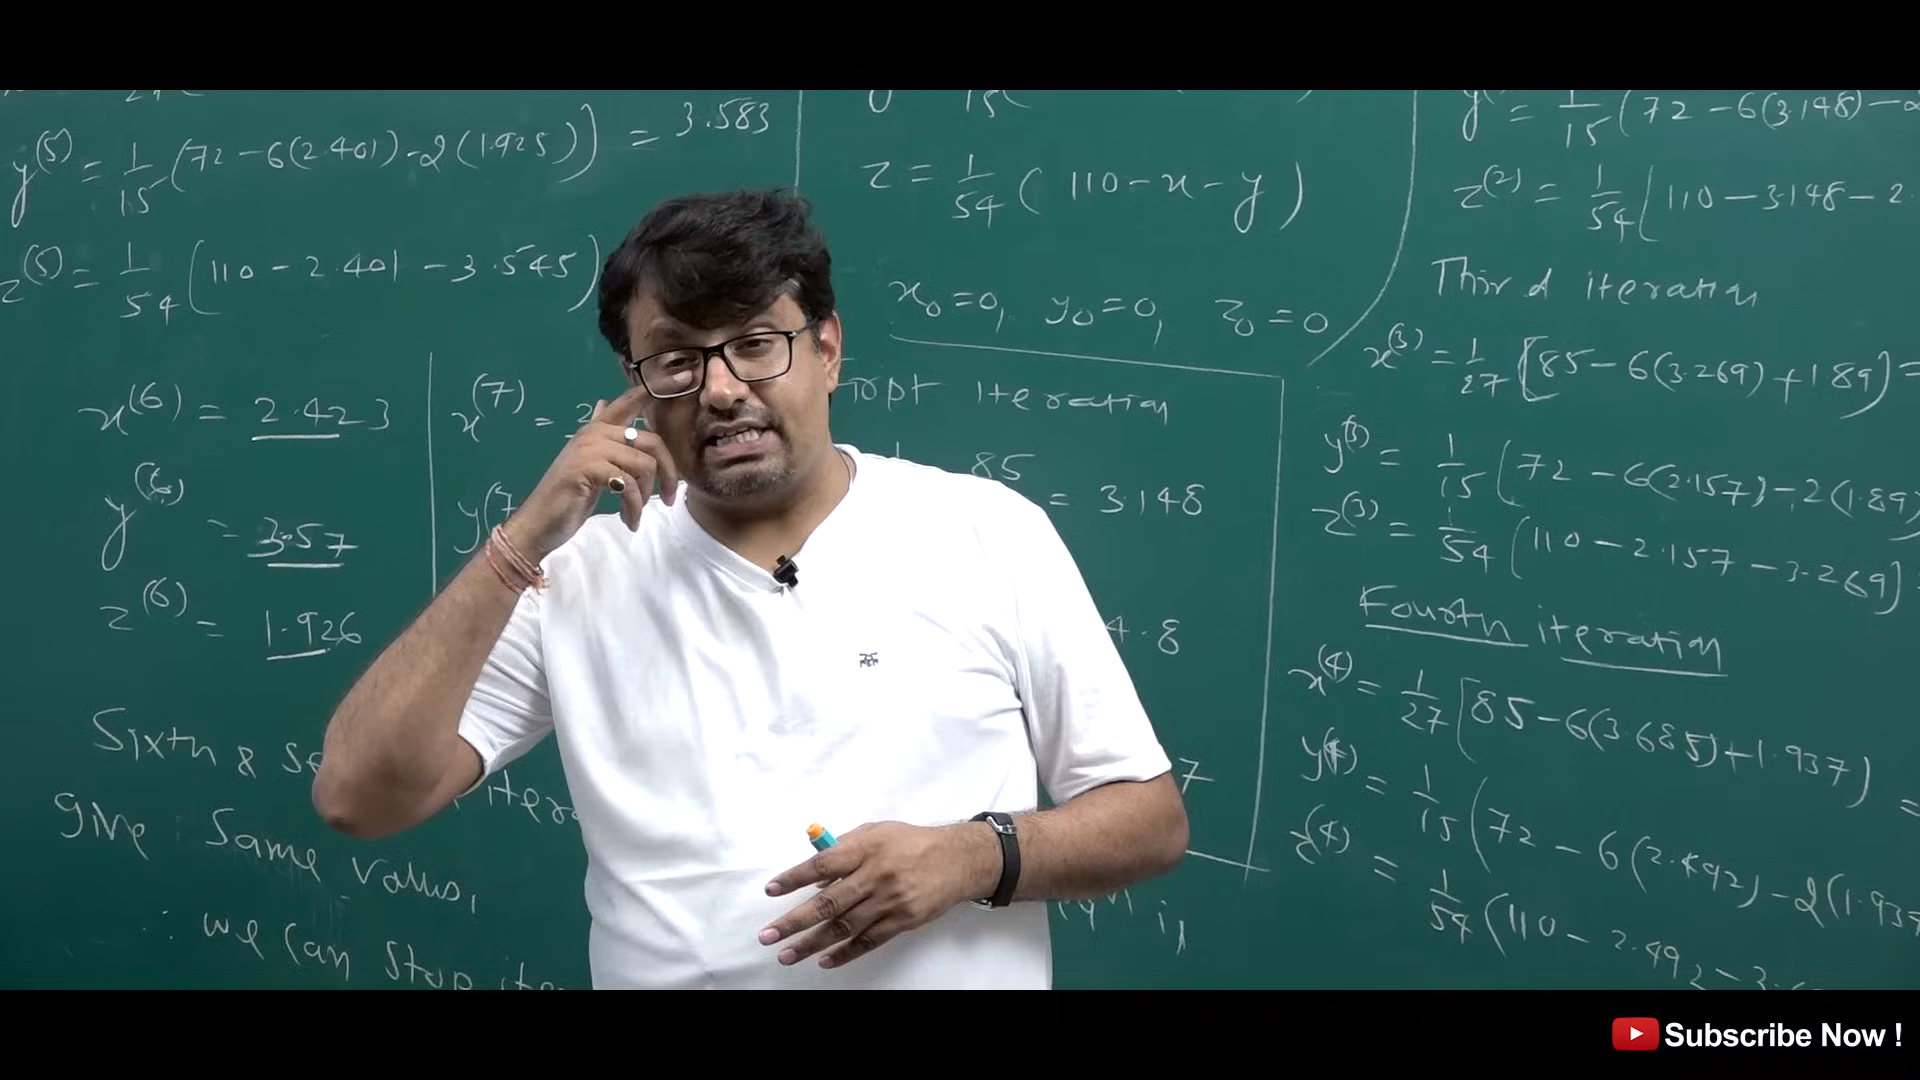 y(5) = 1/15 (72-6(2.401)-2(1.925)) = 3.583
z(5) = 1/54 (110-2.401-3.545)
x(6) = 2.423
y(6) = 3.57
z(6) = 1.926
Sixth &
give same values,
∴ we can stop
x(7) =
15
z = 1/54 (110-x-y)
x0=0, y0=0, z0=0
iteration
85
= 3.148
4.8
7
= 1/15 (72-6(3.148)-
z(2) = 1/54 (110-3.148-2.
Third iteration
x(3) = 1/27 [85-6(3.269)+1.89] =
y(3) = 1/15 (72-6(2.157)-2(1.89)
z(3) = 1/54 (110-2.157-3.269]
Fourth iteration
x(4) = 1/27 [85-6(3.685)+1.937) =
y(4) = 1/15 (72-6(2.492)-2(1.937
z(4) = 1/54 (110-2.492-3.
Subscribe Now !